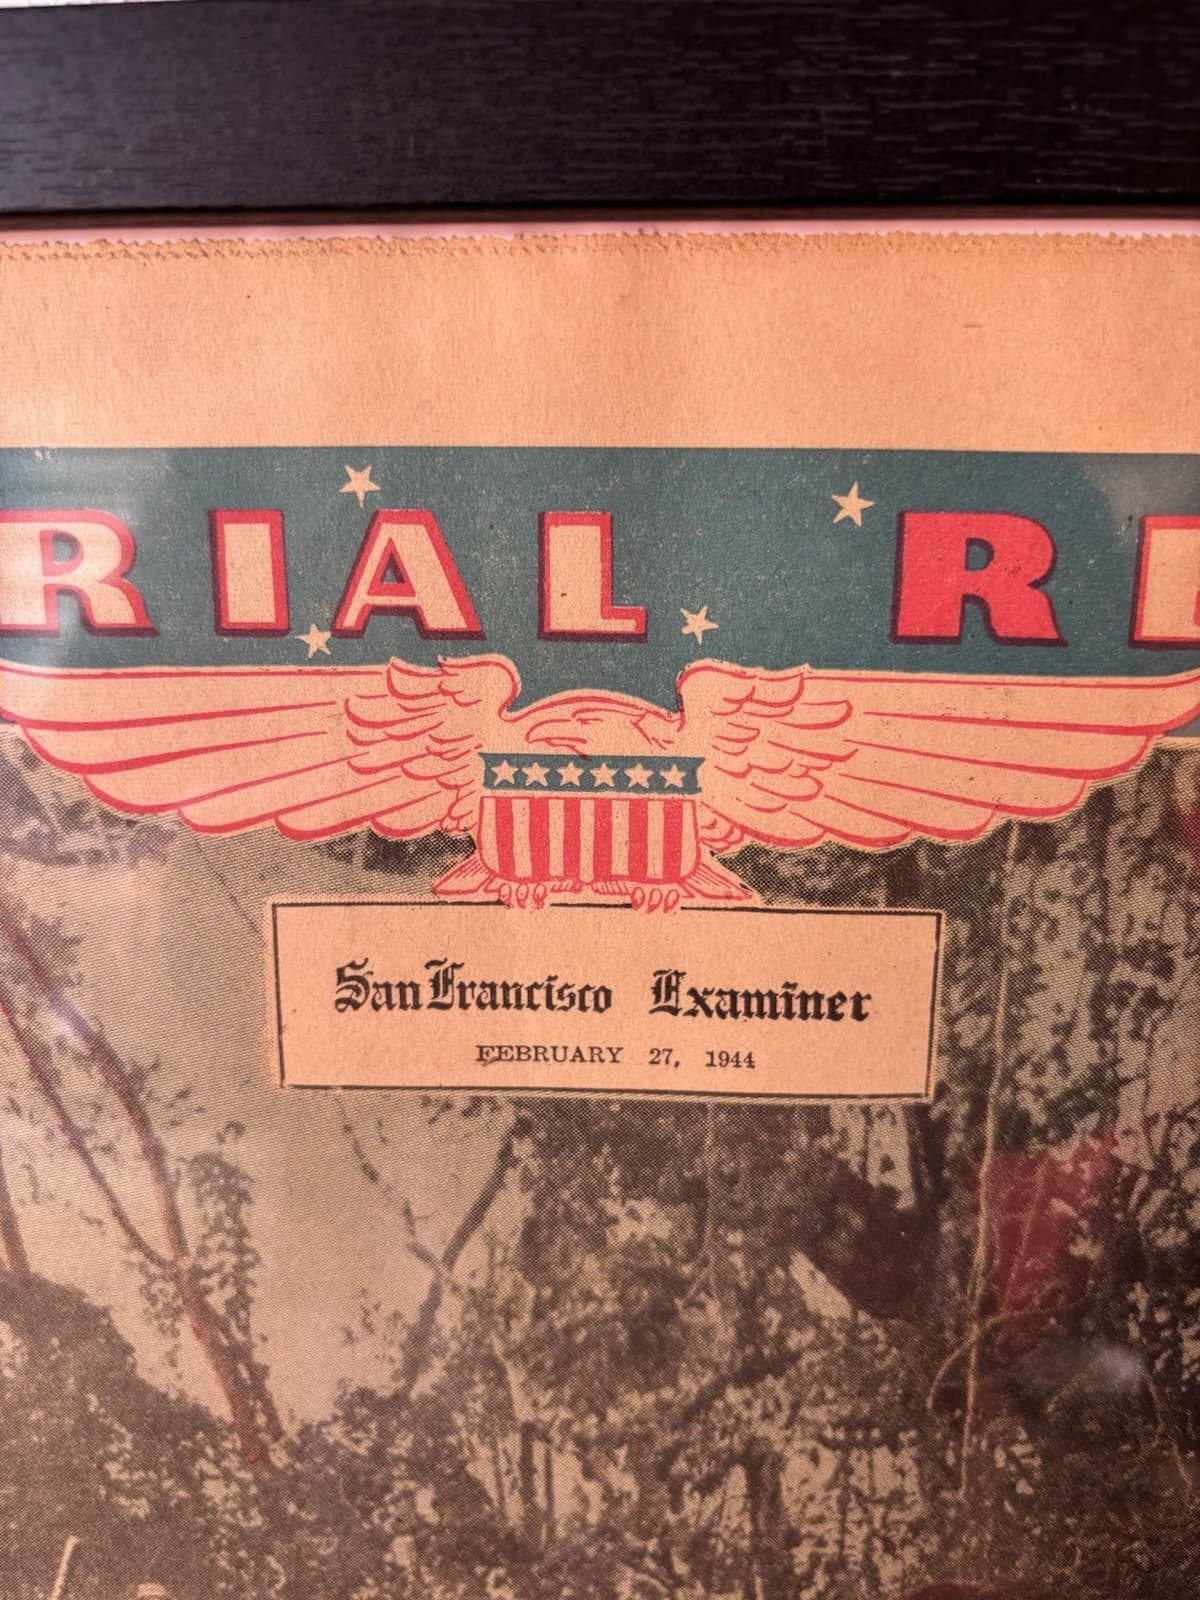 RIAL R
San Francisco Examiner
FEBRUARY 27, 1944